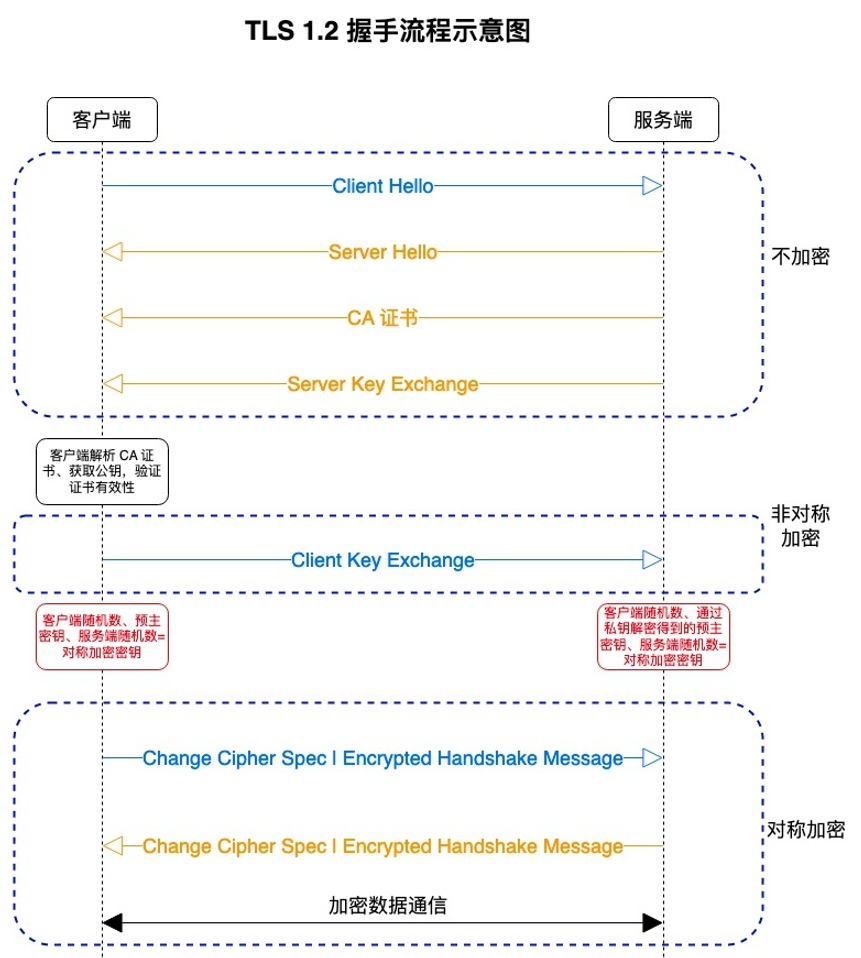 TLS 1.2 握手流程示意图
客户端
服务端
Client Hello
Server Hello
不加密
CA 证书
Server Key Exchange
客户端解析 CA 证
书、获取公钥，验证
证书有效性
非对称
加密
Client Key Exchange
客户端随机数、预主
密钥、服务端随机数=
对称加密密钥
客户端随机数、通过
私钥解密得到的预主
密钥、服务端随机数=
对称加密密钥
Change Cipher Spec | Encrypted Handshake Message
对称加密
Change Cipher Spec | Encrypted Handshake Message
加密数据通信